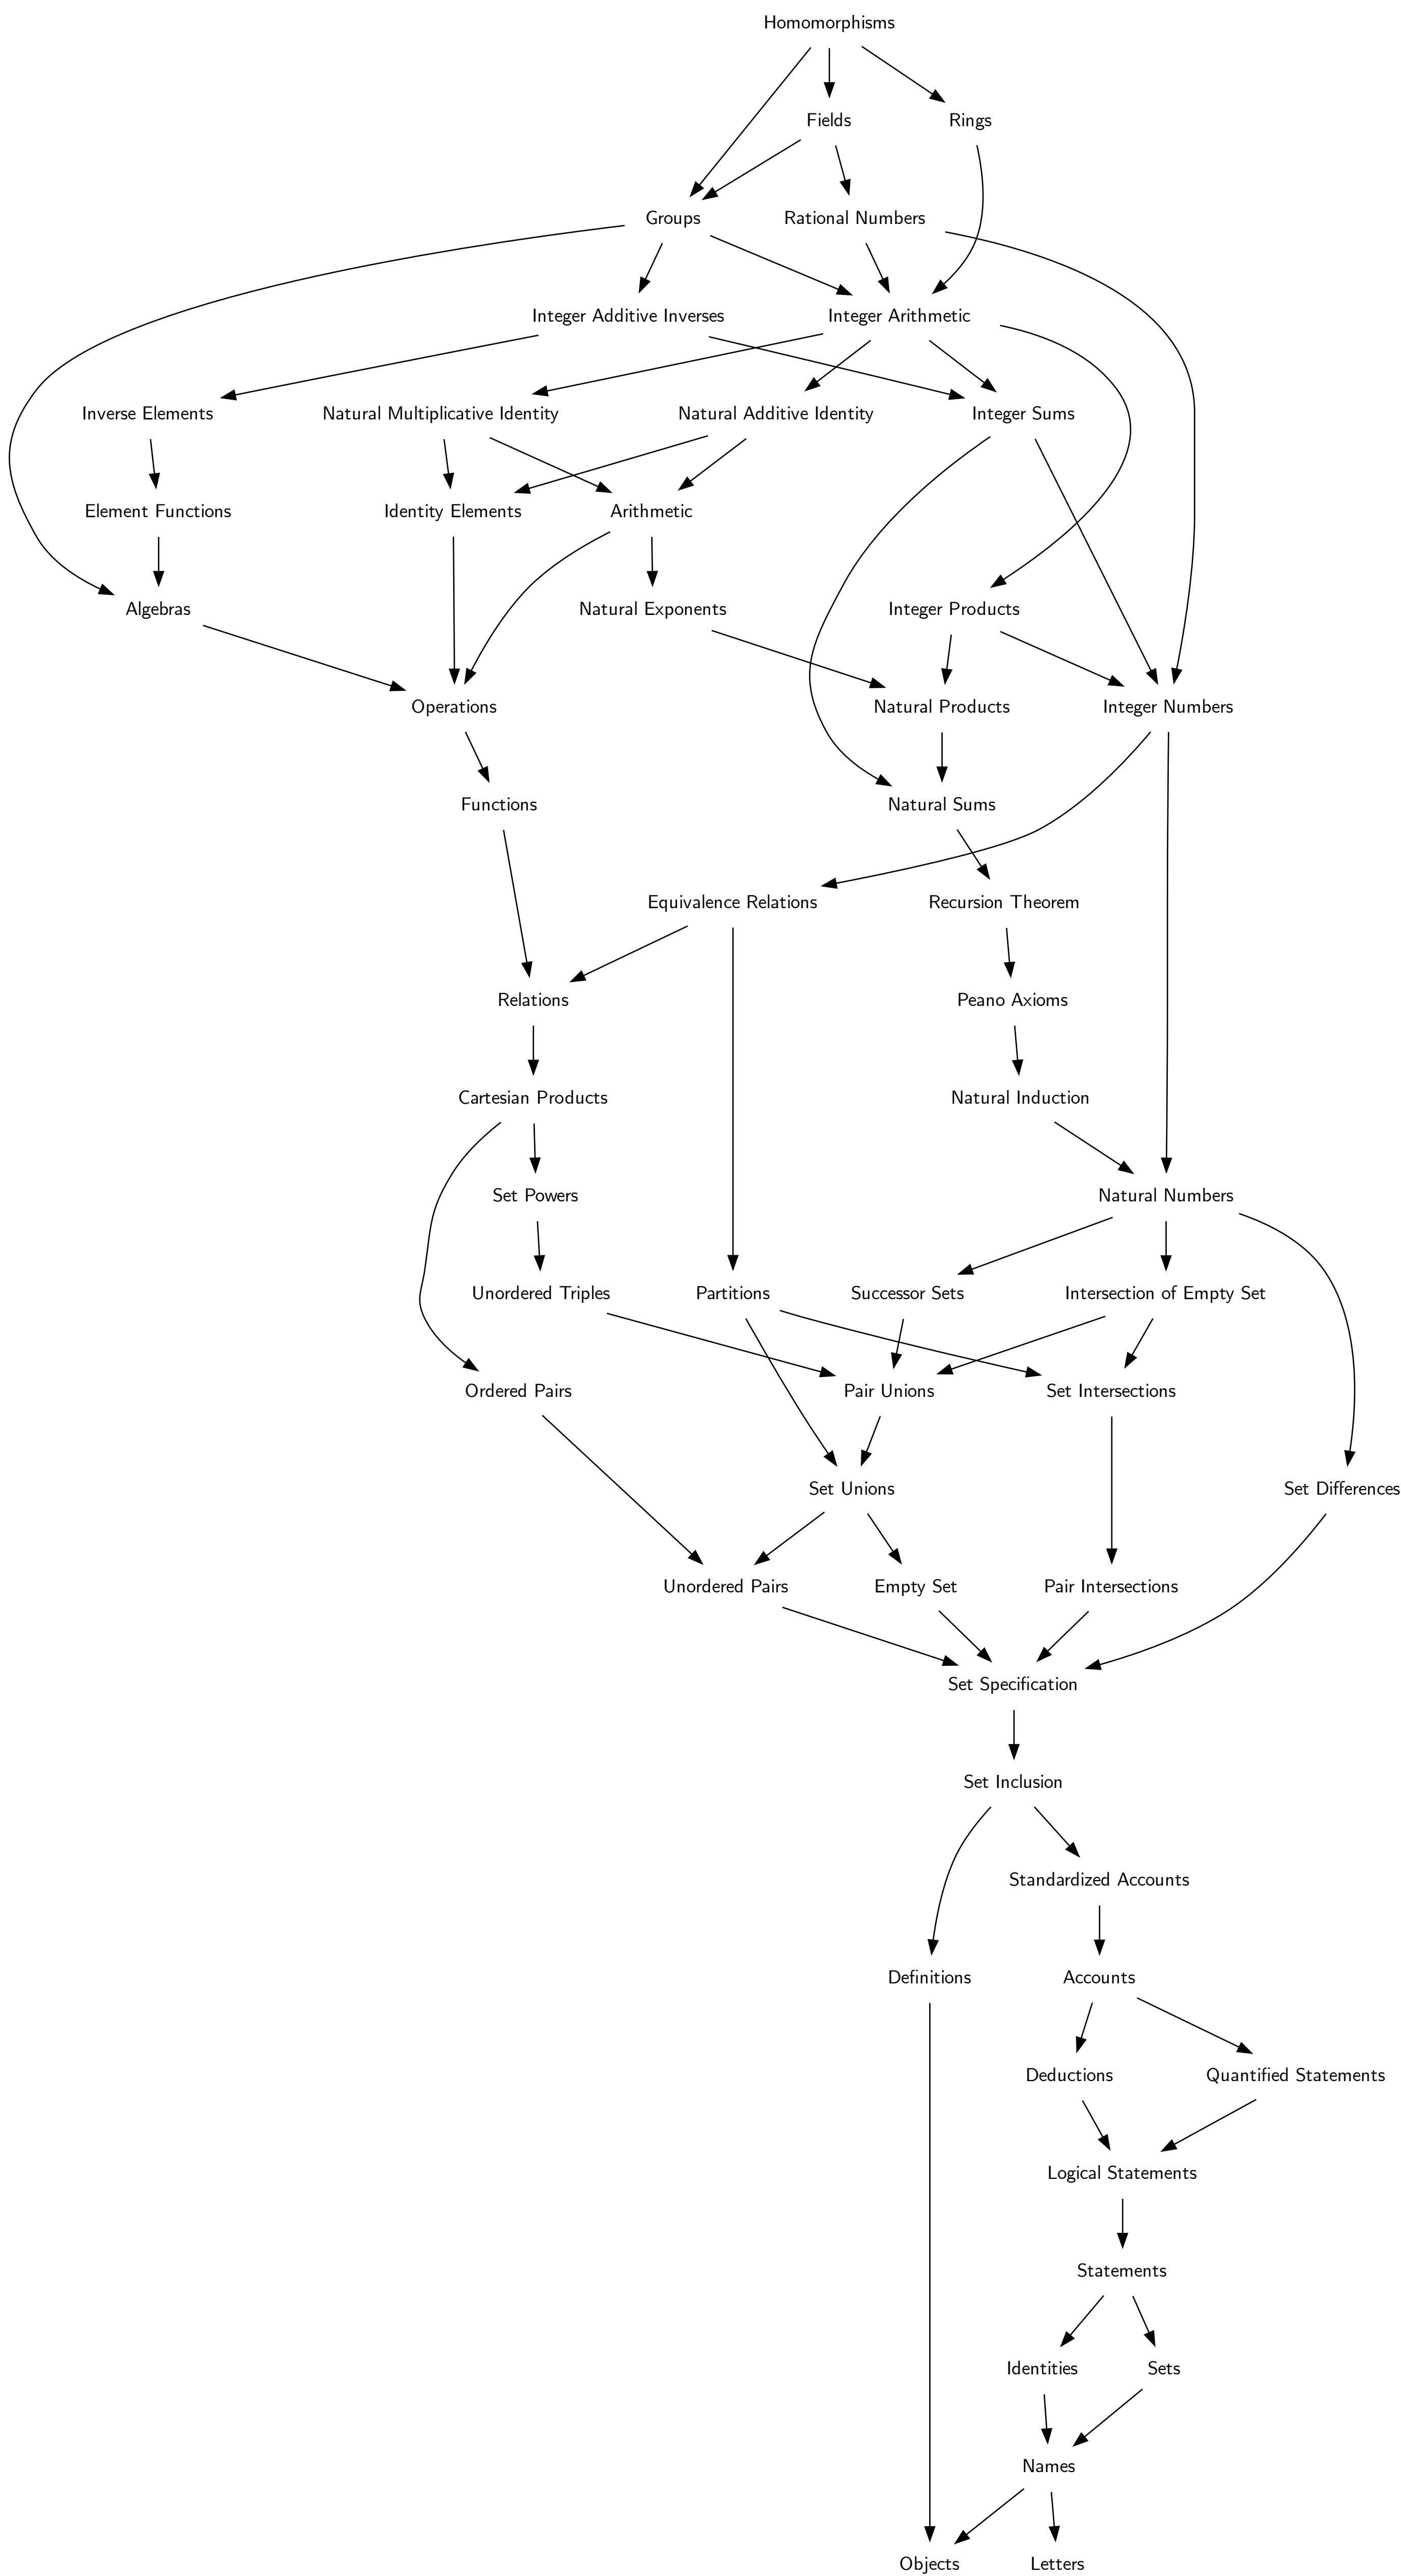 Homomorphisms
Fields
Rings
Groups
Rational Numbers
Integer Additive Inverses
Integer Arithmetic
Inverse Elements
Natural Multiplicative Identity
Natural Additive Identity
Integer Sums
Element Functions
Identity Elements
Arithmetic
Algebras
Natural Exponents
Integer Products
Operations
Natural Products
Integer Numbers
Functions
Natural Sums
Equivalence Relations
Recursion Theorem
Relations
Peano Axioms
Cartesian Products
Natural Induction
Set Powers
Natural Numbers
Unordered Triples
Partitions
Successor Sets
Intersection of Empty Set
Ordered Pairs
Pair Unions
Set Intersections
Set Unions
Set Differences
Unordered Pairs
Empty Set
Pair Intersections
Set Specification
Set Inclusion
Standardized Accounts
Definitions
Accounts
Deductions
Quantified Statements
Logical Statements
Statements
Identities
Sets
Names
Objects
Letters